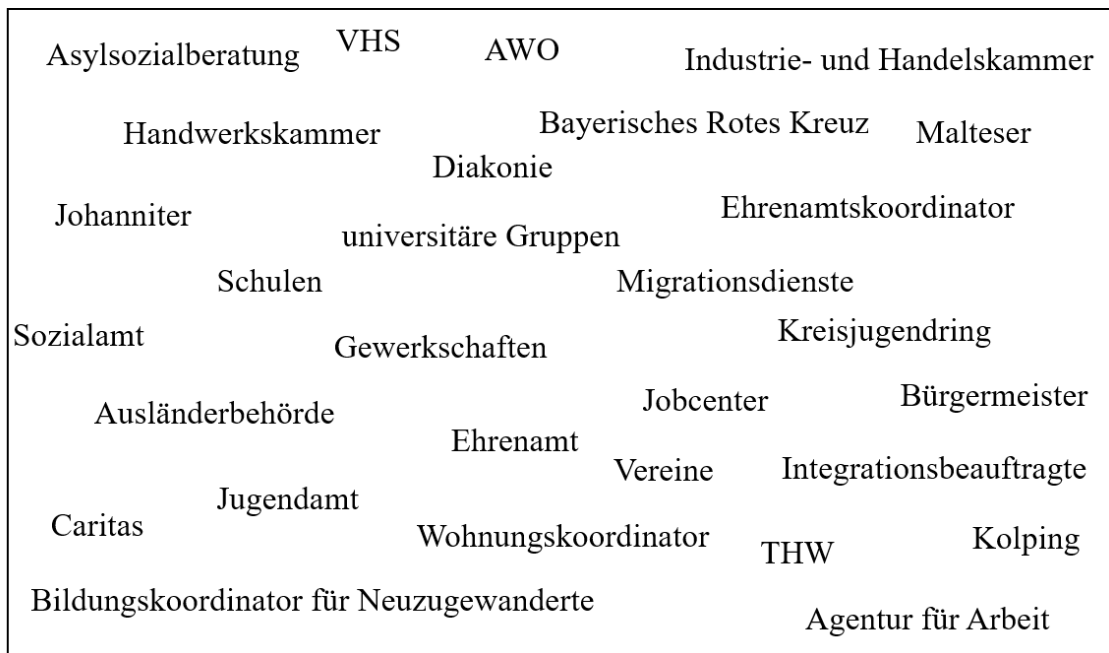 Asylsozialberatung
VHS
AWO
Industrie- und Handelskammer
Handwerkskammer
Bayerisches Rotes Kreuz
Malteser
Diakonie
Johanniter
Ehrenamtskoordinator
universitäre Gruppen
Schulen
Migrationsdienste
Sozialamt
Gewerkschaften
Kreisjugendring
Ausländerbehörde
Jobcenter
Bürgermeister
Ehrenamt
Vereine
Integrationsbeauftragte
Jugendamt
Caritas
Wohnungskoordinator
THW
Kolping
Bildungskoordinator für Neuzugewanderte
Agentur für Arbeit